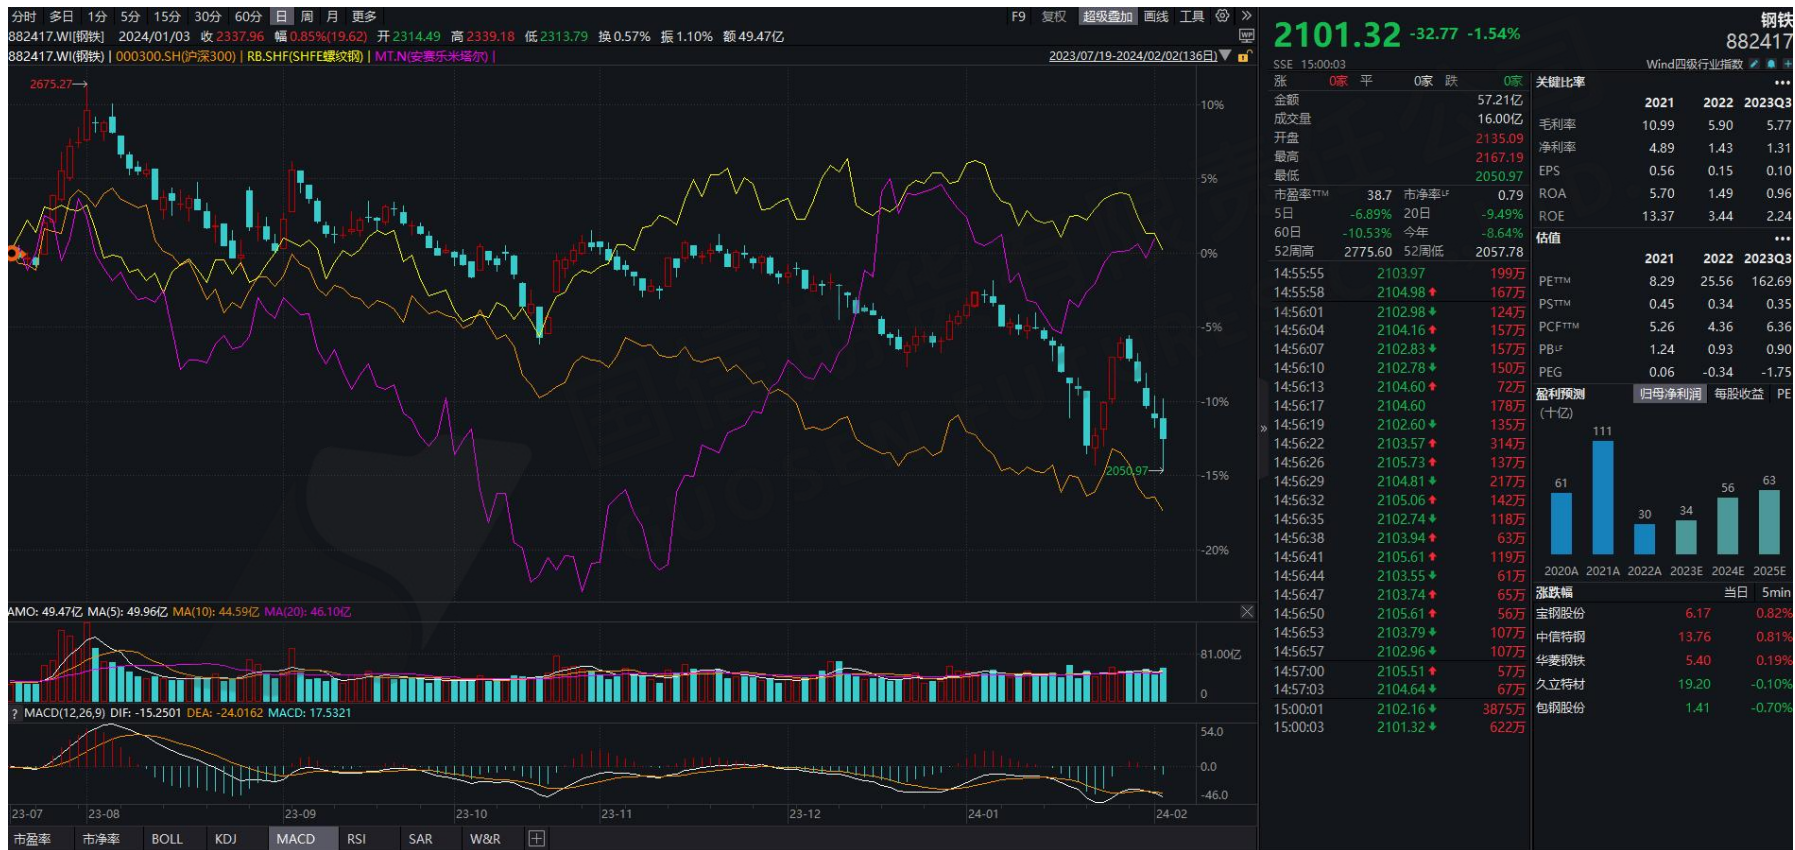 分时 多日 1分 5分 15分 30分 60分 日 周 月 更多 F9 复权 超级叠加 画线 工具
882417.WI[钢铁] 2024/01/03 收2337.96 幅0.85%(19.62) 开2314.49 高2339.18 低2313.79 换0.57% 振1.10% 额49.47亿
882417.WI(钢铁) | 000300.SH(沪深300) | RB.SHF(SHFE螺纹钢) | MT.N(安赛乐米塔尔) | 2023/07/19-2024/02/02(136日)
2675.27
10%
5%
0%
-5%
-10%
2050.97
-15%
-20%
AMO: 49.47亿 MA(5): 49.96亿 MA(10): 44.59亿 MA(20): 46.10亿
81.00亿
0
? MACD(12,26,9) DIF: -15.2501 DEA: -24.0162 MACD: 17.5321
54.0
0.0
-46.0
23-07 23-08 23-09 23-10 23-11 23-12 24-01 24-02
市盈率 市净率 BOLL KDJ MACD RSI SAR W&R
2101.32 -32.77 -1.54%
钢铁
882417
SSE 15:00:03 Wind四级行业指数
涨 0家 平 0家 跌 0家
金额 57.21亿
成交量 16.00亿
开盘 2135.09
最高 2167.19
最低 2050.97
市盈率TTM 38.7 市净率LF 0.79
5日 -6.89% 20日 -9.49%
60日 -10.53% 今年 -8.64%
52周高 2775.60 52周低 2057.78
14:55:55 2103.97 199万
14:55:58 2104.98 167万
14:56:01 2102.98 124万
14:56:04 2104.16 157万
14:56:07 2102.83 157万
14:56:10 2102.78 150万
14:56:13 2104.60 72万
14:56:17 2104.60 178万
14:56:19 2102.60 135万
14:56:22 2103.57 314万
14:56:26 2105.73 137万
14:56:29 2104.81 217万
14:56:32 2105.06 142万
14:56:35 2102.74 118万
14:56:38 2103.94 63万
14:56:41 2105.61 119万
14:56:44 2103.55 61万
14:56:47 2103.74 65万
14:56:50 2105.61 56万
14:56:53 2103.79 107万
14:56:57 2102.96 107万
14:57:00 2105.51 57万
14:57:03 2104.64 67万
15:00:01 2102.16 3875万
15:00:03 2101.32 622万
关键比率
2021 2022 2023Q3
毛利率 10.99 5.90 5.77
净利率 4.89 1.43 1.31
EPS 0.56 0.15 0.10
ROA 5.70 1.49 0.96
ROE 13.37 3.44 2.24
估值
2021 2022 2023Q3
PETTM 8.29 25.56 162.69
PSTTM 0.45 0.34 0.35
PCFTTM 5.26 4.36 6.36
PBLF 1.24 0.93 0.90
PEG 0.06 -0.34 -1.75
盈利预测 归母净利润 每股收益 PE
(十亿)
61 111 30 34 56 63
2020A 2021A 2022A 2023E 2024E 2025E
涨跌幅 当日 5min
宝钢股份 6.17 0.82%
中信特钢 13.76 0.81%
华菱钢铁 5.40 0.19%
久立特材 19.20 -0.10%
包钢股份 1.41 -0.70%